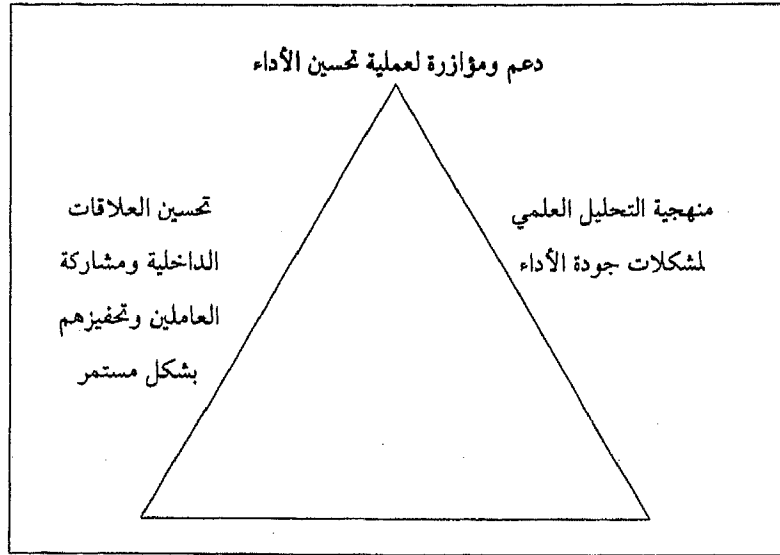 دعم ومؤازرة لعملية تحسين الأداء
منهجية التحليل العلمي
لمشكلات جودة الأداء
تحسين العلاقات
الداخلية ومشاركة
العاملين وتحفيزهم
بشكل مستمر